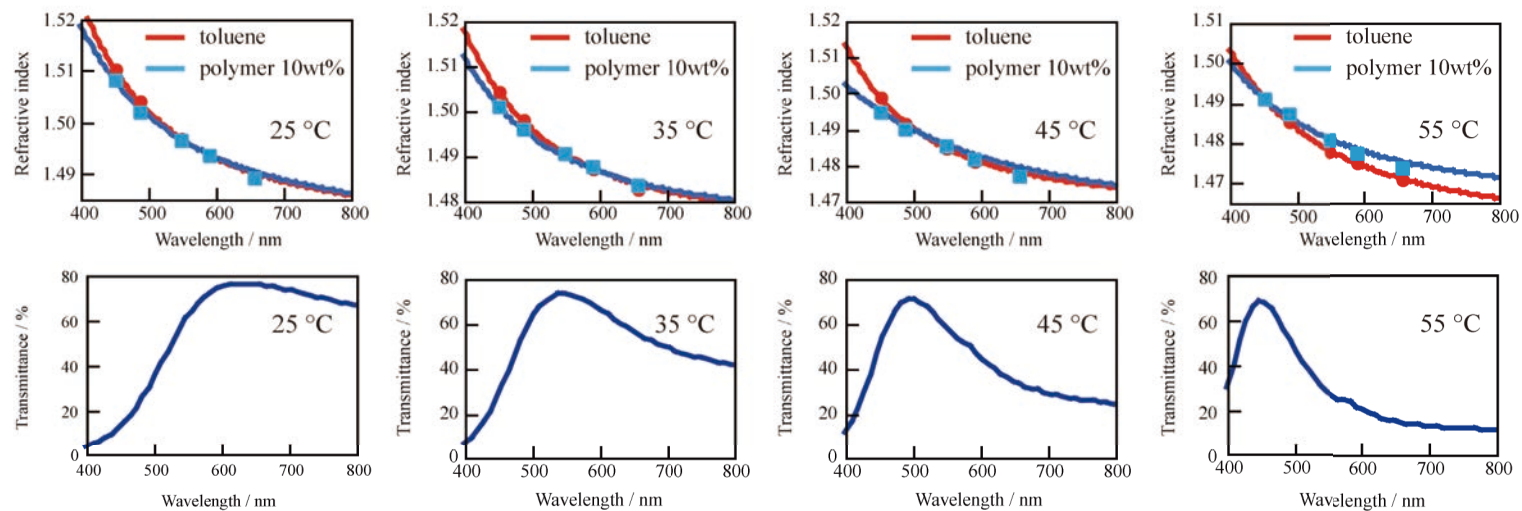 1.52
1.51
1.50
1.49
Refractive index
toluene
polymer 10wt%
25 °C
400 500 600 700 800
Wavelength / nm
1.52
1.51
1.50
1.49
1.48
Refractive index
toluene
polymer 10wt%
35 °C
400 500 600 700 800
Wavelength / nm
1.52
1.51
1.50
1.49
1.48
1.47
Refractive index
toluene
polymer 10wt%
45 °C
400 500 600 700 800
Wavelength / nm
1.51
1.50
1.49
1.48
1.47
Refractive index
toluene
polymer 10wt%
55 °C
400 500 600 700 800
Wavelength / nm
80
60
40
20
0
Transmittance / %
25 °C
400 500 600 700 800
Wavelength / nm
80
60
40
20
0
Transmittance / %
35 °C
400 500 600 700 800
Wavelength / nm
80
60
40
20
0
Transmittance / %
45 °C
400 500 600 700 800
Wavelength / nm
80
60
40
20
0
Transmittance / %
55 °C
400 500 600 700 800
Wavelength / nm